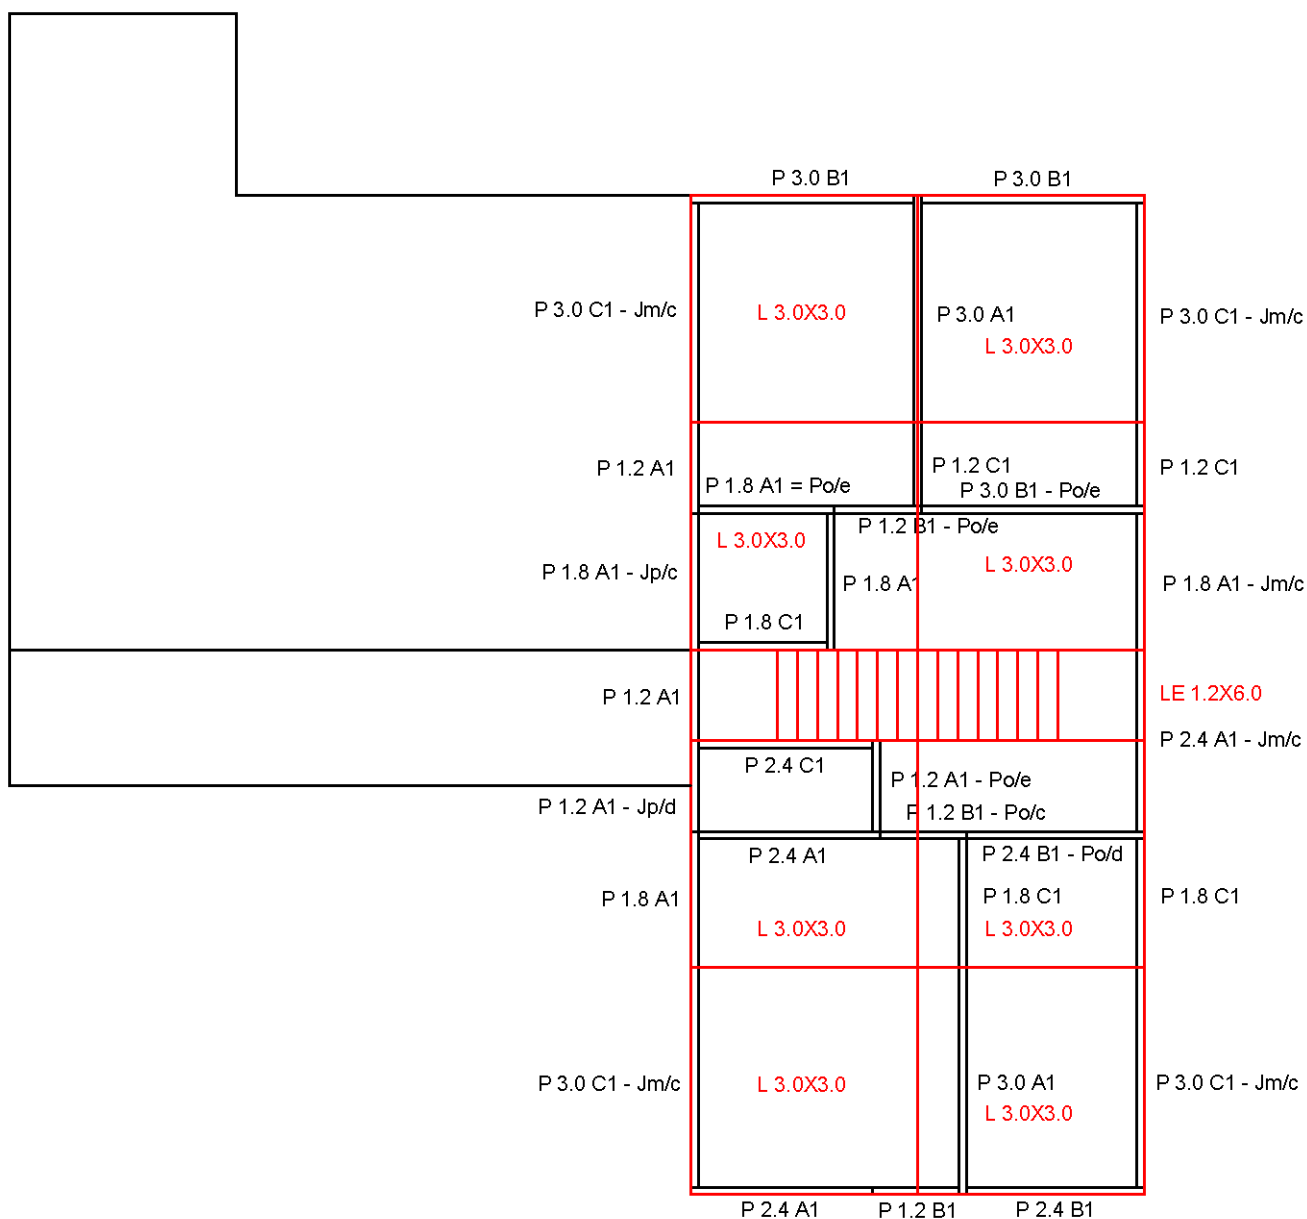 P 3.0 B1
P 3.0 B1
P 3.0 C1 - Jm/c
L 3.0X3.0
P 3.0 A1
P 3.0 C1 - Jm/c
L 3.0X3.0
P 1.2 A1
P 1.2 C1
P 1.2 C1
P 1.8 A1 = Po/e
P 3.0 B1 - Po/e
P 1.2 B1 - Po/e
L 3.0X3.0
L 3.0X3.0
P 1.8 A1 - Jp/c
P 1.8 A1
P 1.8 A1 - Jm/c
P 1.8 C1
P 1.2 A1
LE 1.2X6.0
P 2.4 A1 - Jm/c
P 2.4 C1
P 1.2 A1 - Po/e
P 1.2 A1 - Jp/d
P 1.2 B1 - Po/c
P 2.4 A1
P 2.4 B1 - Po/d
P 1.8 A1
P 1.8 C1
P 1.8 C1
L 3.0X3.0
L 3.0X3.0
P 3.0 C1 - Jm/c
L 3.0X3.0
P 3.0 A1
P 3.0 C1 - Jm/c
L 3.0X3.0
P 2.4 A1
P 1.2 B1
P 2.4 B1